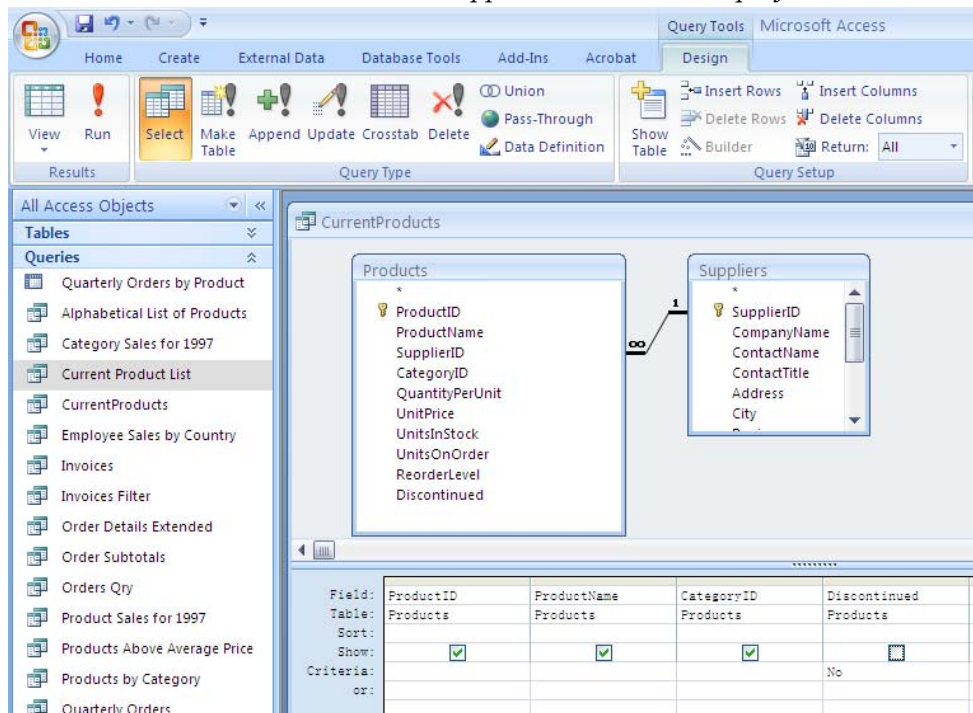 Query Tools Microsoft Access
Home Create External Data Database Tools Add-Ins Acrobat Design
View Run
Results
Select Make Table Append Update Crosstab Delete
Union
Pass-Through
Data Definition
Query Type
Show Table
Insert Rows
Delete Rows
Builder
Insert Columns
Delete Columns
Return: All
Query Setup
All Access Objects
Tables
Queries
Quarterly Orders by Product
Alphabetical List of Products
Category Sales for 1997
Current Product List
CurrentProducts
Employee Sales by Country
Invoices
Invoices Filter
Order Details Extended
Order Subtotals
Orders Qry
Product Sales for 1997
Products Above Average Price
Products by Category
Quarterly Orders
CurrentProducts
Products
*
ProductID
ProductName
SupplierID
CategoryID
QuantityPerUnit
UnitPrice
UnitsInStock
UnitsOnOrder
ReorderLevel
Discontinued
∞
1
Suppliers
*
SupplierID
CompanyName
ContactName
ContactTitle
Address
City
Field: ProductID ProductName CategoryID Discontinued
Table: Products Products Products Products
Sort:
Show:
Criteria: No
or: